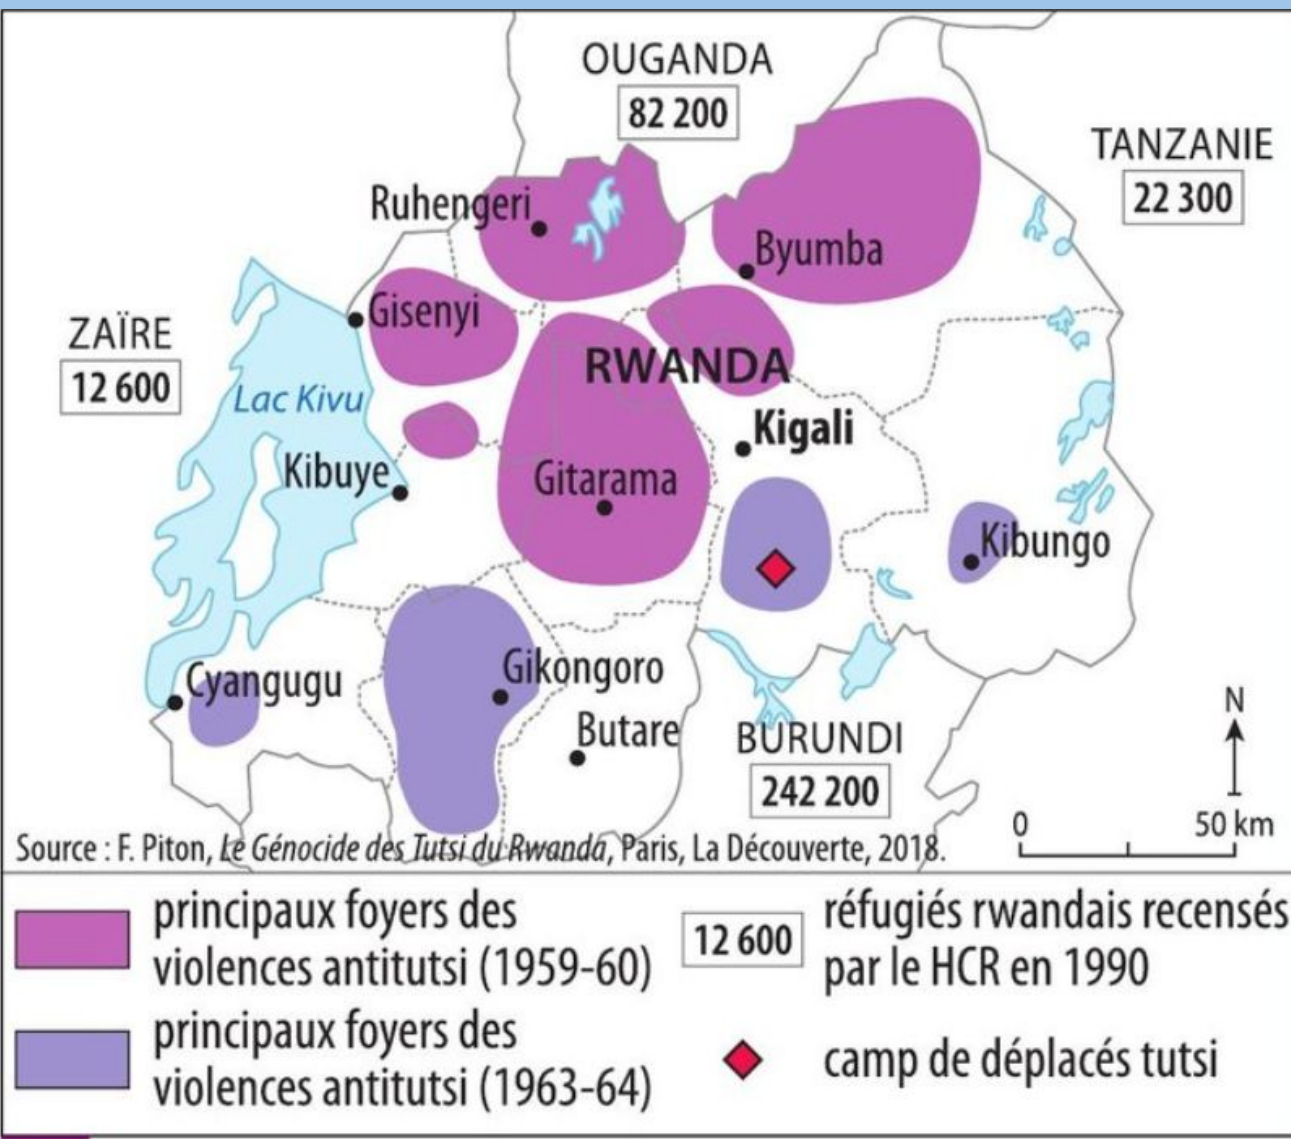 OUGANDA
82 200
TANZANIE
22 300
Ruhengeri
Byumba
Gisenyi
ZAÏRE
12 600
Lac Kivu
RWANDA
Kigali
Kibuye
Gitarama
Kibungo
Cyangugu
Gikongoro
Butare
BURUNDI
242 200
N
0 50 km
Source : F. Piton, Le Génocide des Tutsi du Rwanda, Paris, La Découverte, 2018.
principaux foyers des
violences antitutsi (1959-60)
12 600
réfugiés rwandais recensés
par le HCR en 1990
principaux foyers des
violences antitutsi (1963-64)
camp de déplacés tutsi